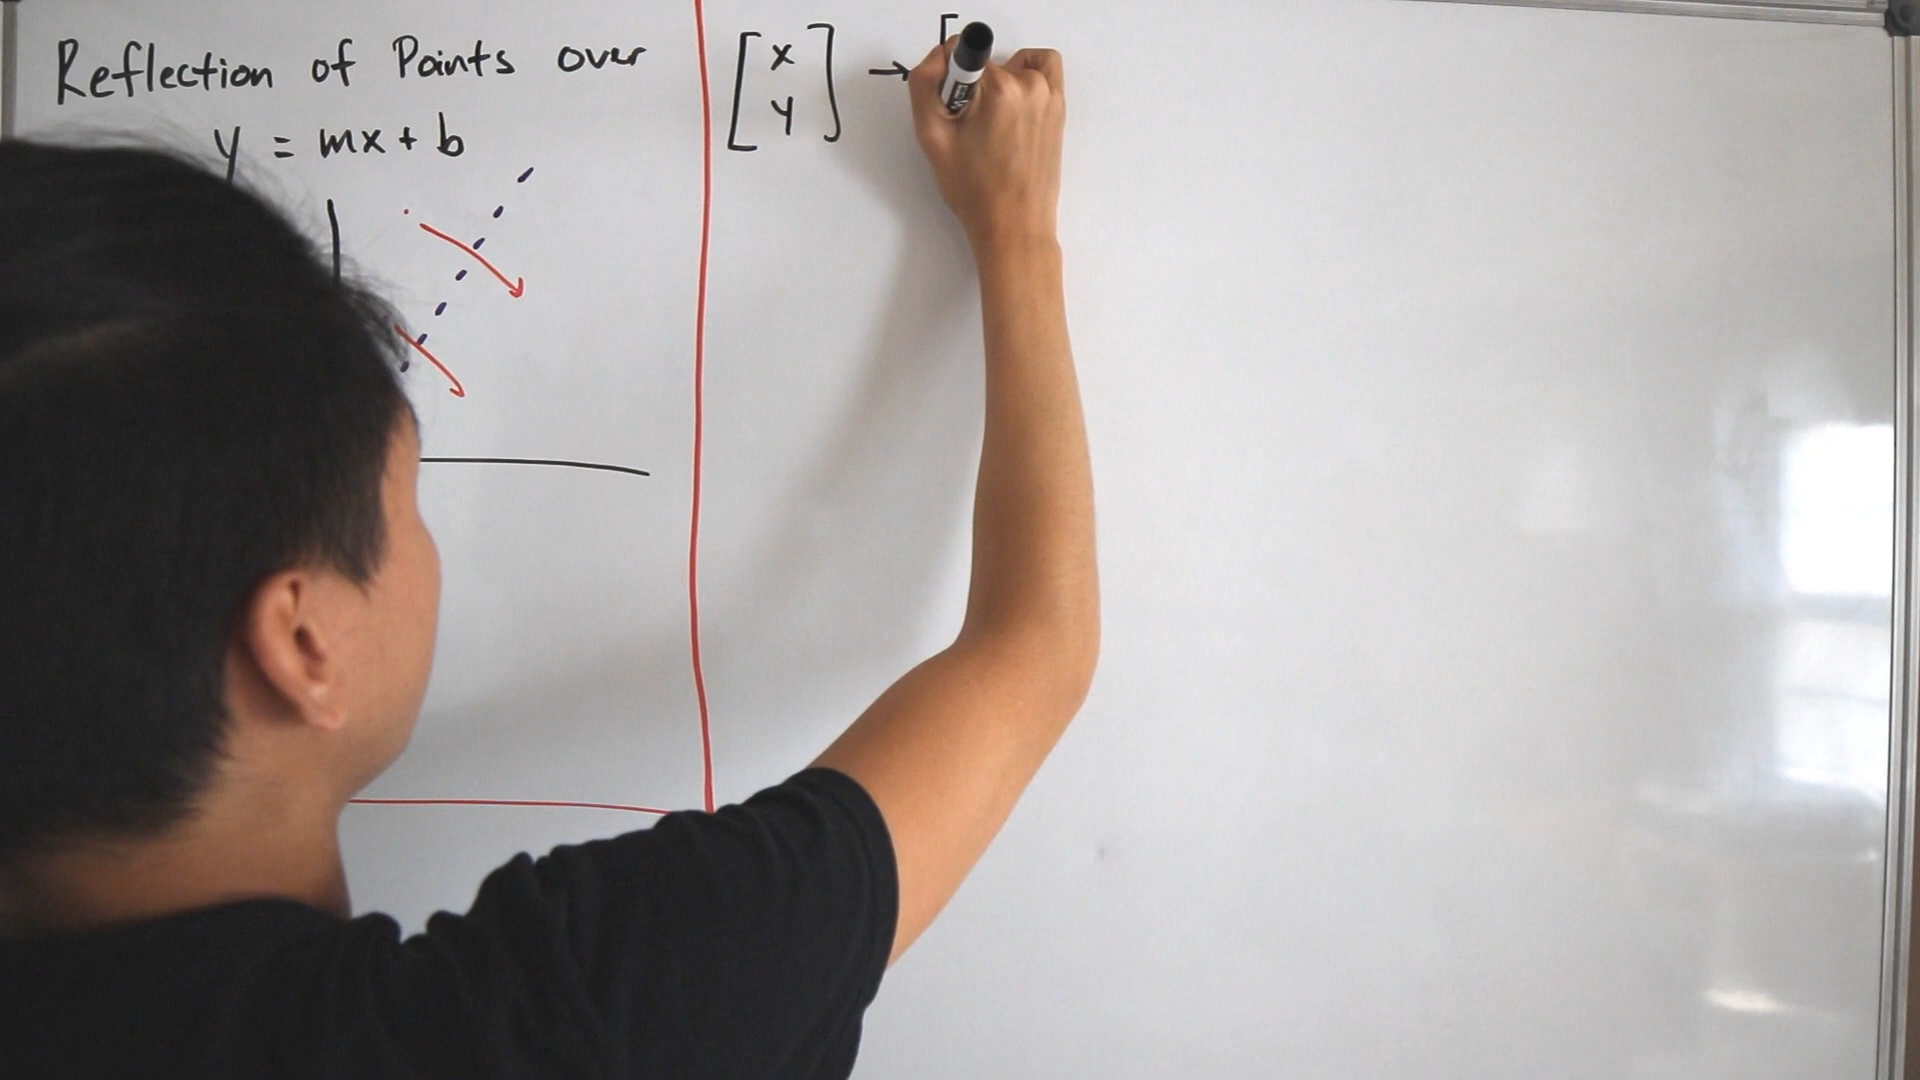 Reflection of Points over
y = mx + b
[x
y] → [